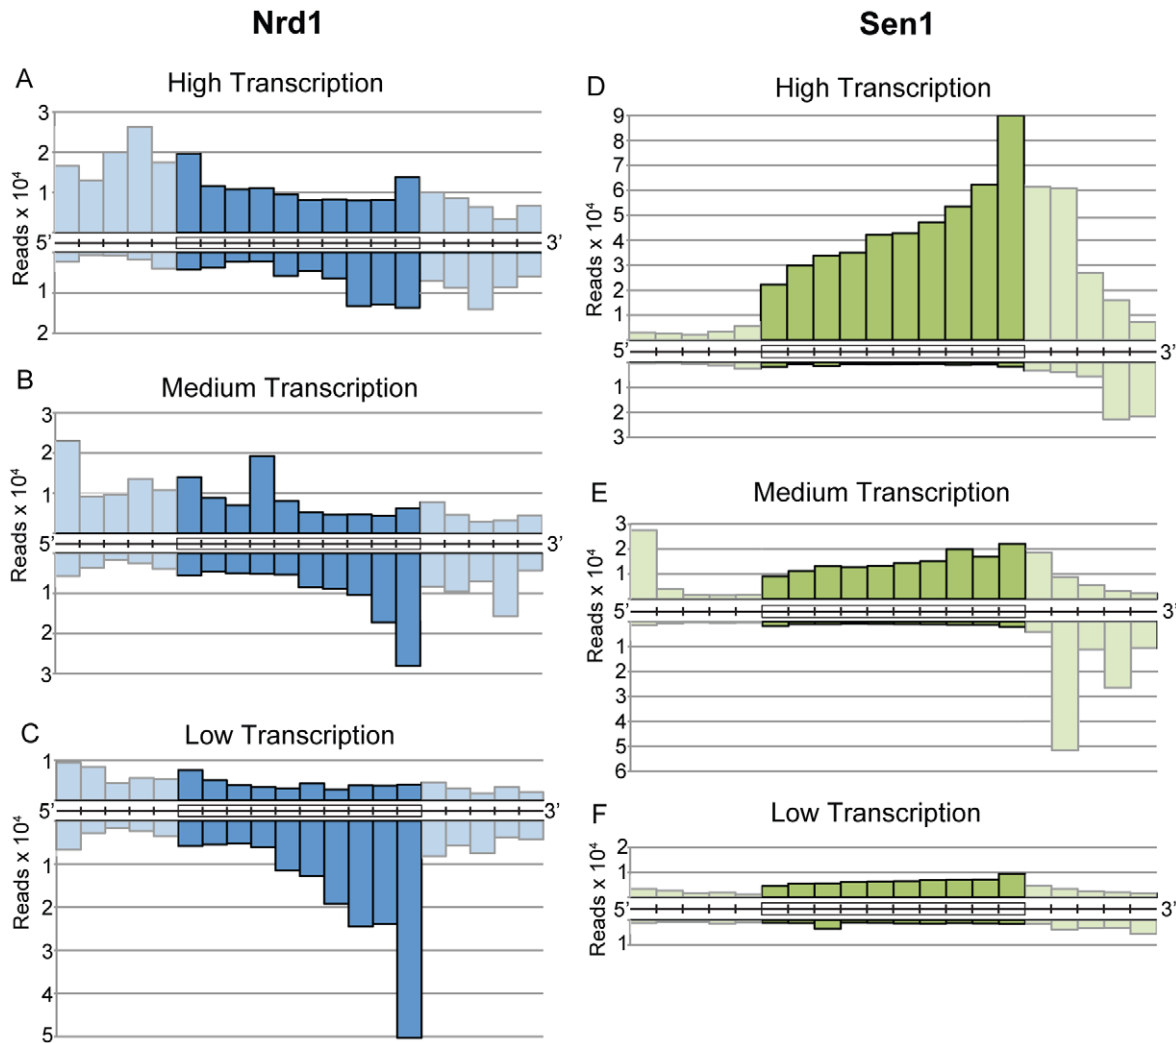 Nrd1
A
High Transcription
3
2
1
Reads x 10⁴
5’
3’
1
2
B
Medium Transcription
3
2
1
Reads x 10⁴
5’
3’
1
2
3
C
Low Transcription
1
5’
3’
Reads x 10⁴
1
2
3
4
5
Sen1
D
High Transcription
9
8
7
6
5
4
3
2
1
Reads x 10⁴
5’
3’
1
2
3
E
Medium Transcription
3
2
1
Reads x 10⁴
5’
3’
1
2
3
4
5
6
F
Low Transcription
2
1
Reads x 10⁴
5’
3’
1